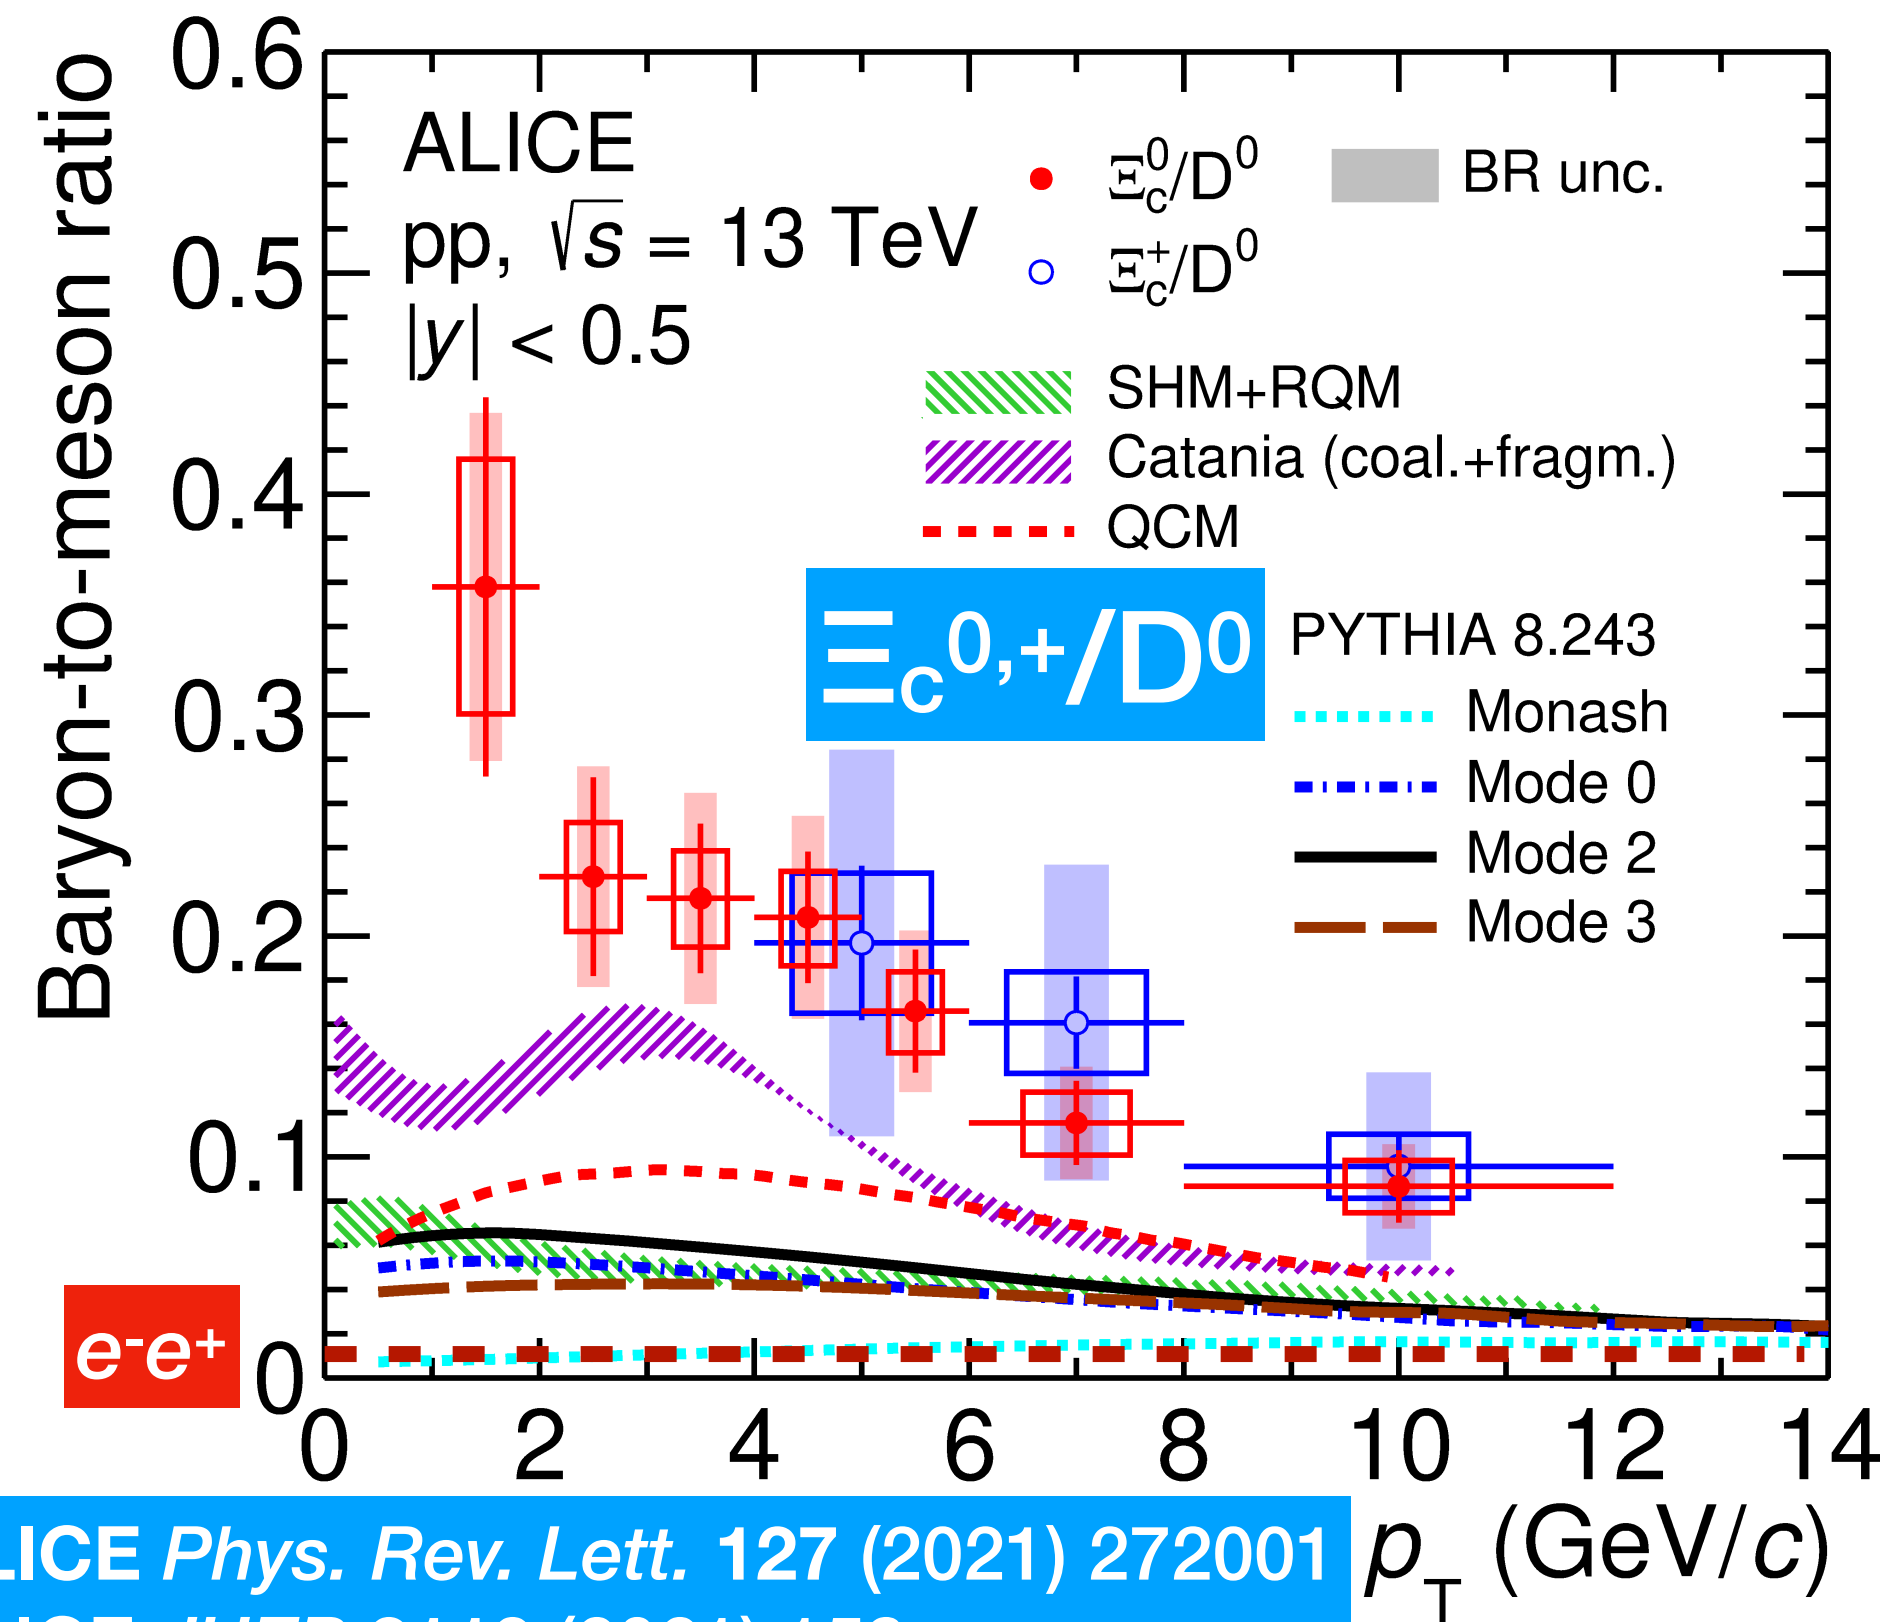 0.6
0.5
0.4
0.3
0.2
0.1
0
Baryon-to-meson ratio
ALICE
pp, √s = 13 TeV
|y| < 0.5
Ξc0/D0
BR unc.
Ξc+/D0
SHM+RQM
Catania (coal.+fragm.)
QCM
Ξc0,+/D0
PYTHIA 8.243
Monash
Mode 0
Mode 2
Mode 3
e-e+
0 2 4 6 8 10 12 14
pT (GeV/c)
LICE Phys. Rev. Lett. 127 (2021) 272001